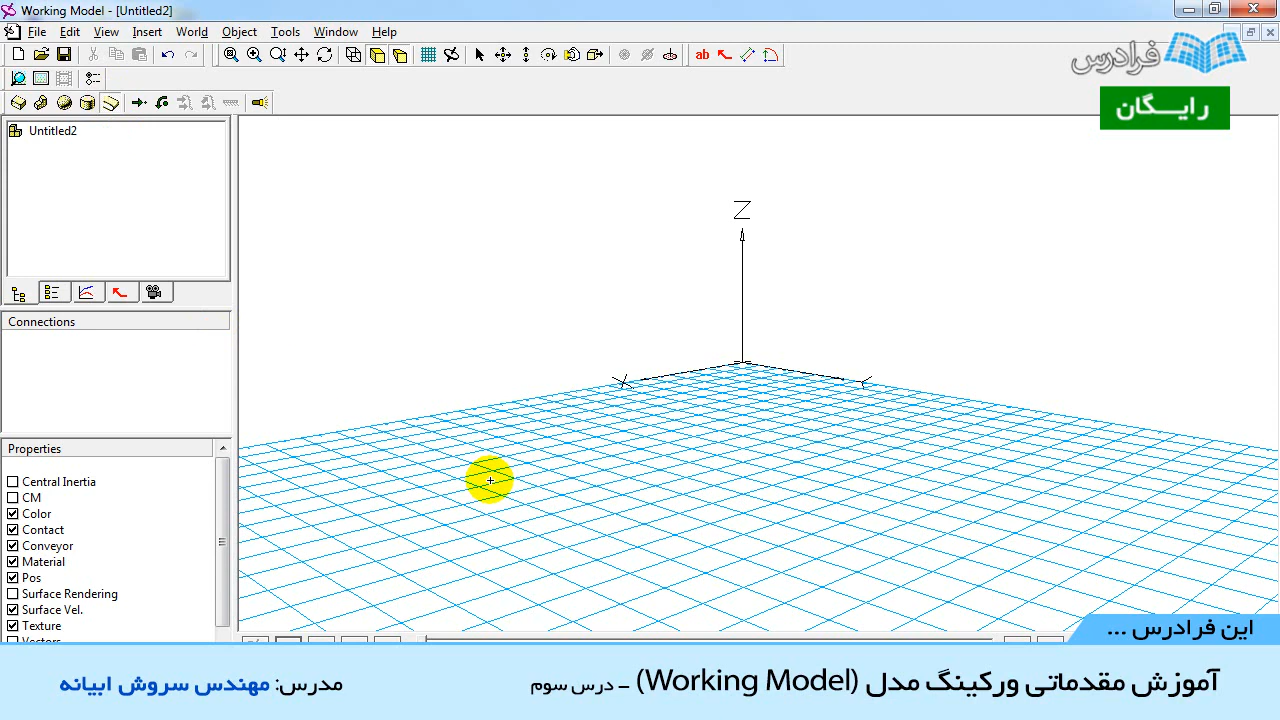 Working Model - [Untitled2]
File Edit View Insert World Object Tools Window Help
فرادرس
رایگان
ab
Untitled2
Z
Connections
Properties
Central Inertia
CM
Color
Contact
Conveyor
Material
Pos
Surface Rendering
Surface Vel.
Texture
این فرادرس ...
آموزش مقدماتی ورکینگ مدل (Working Model) – درس سوم
مدرس: مهندس سروش ابیانه